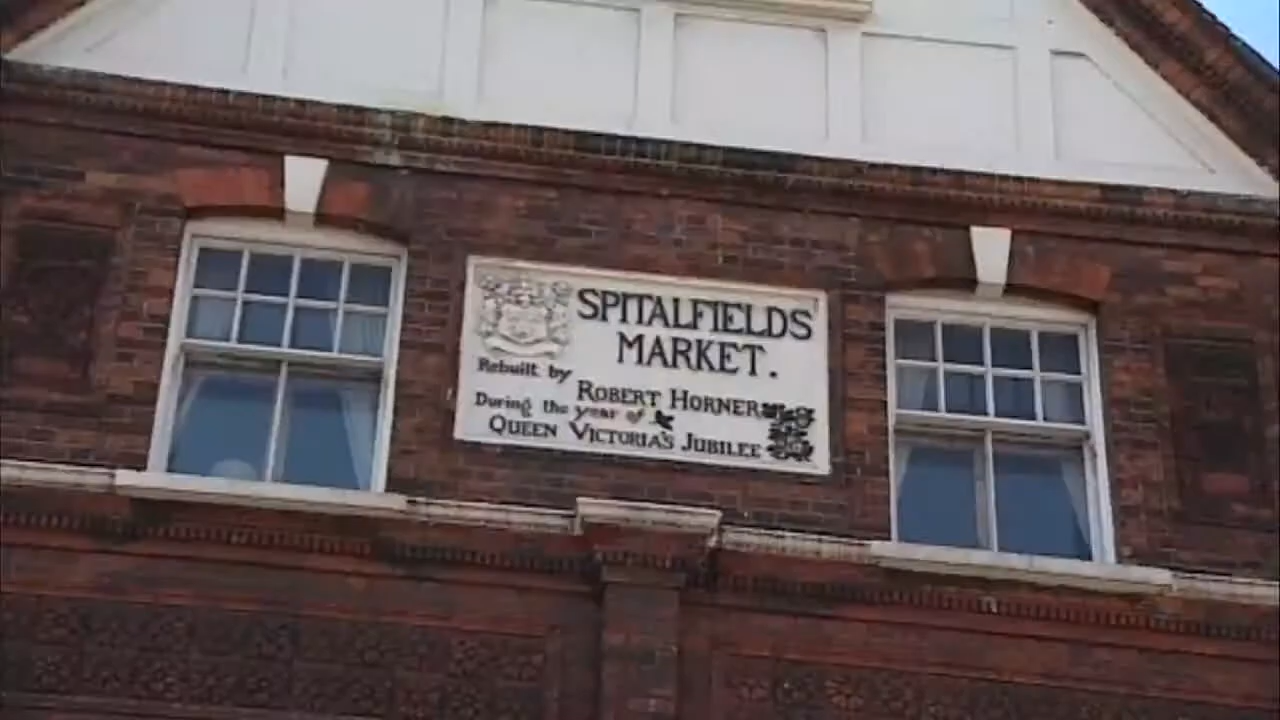 SPITALFIELDS
MARKET.
Rebuilt by
ROBERT HORNER
During the year of
QUEEN VICTORIA'S JUBILEE